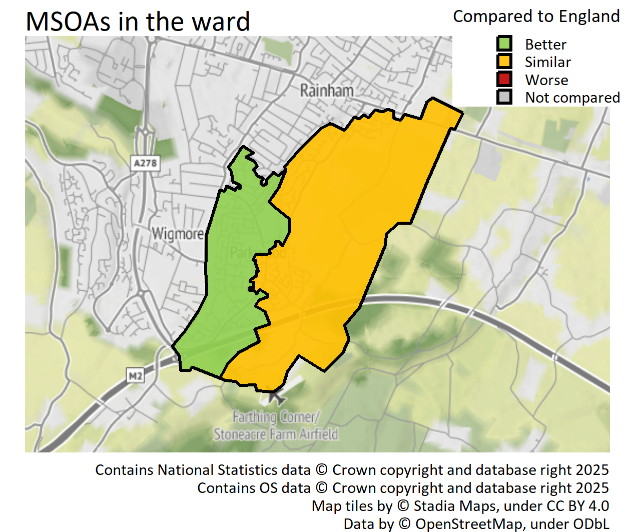 MSOAs in the ward
Compared to England
Better
Similar
Worse
Not compared
Rainham
A278
Wigmore
M2
Farthing Corner/
Stoneacre Farm Airfield
Contains National Statistics data © Crown copyright and database right 2025
Contains OS data © Crown copyright and database right 2025
Map tiles by © Stadia Maps, under CC BY 4.0
Data by © OpenStreetMap, under ODbL